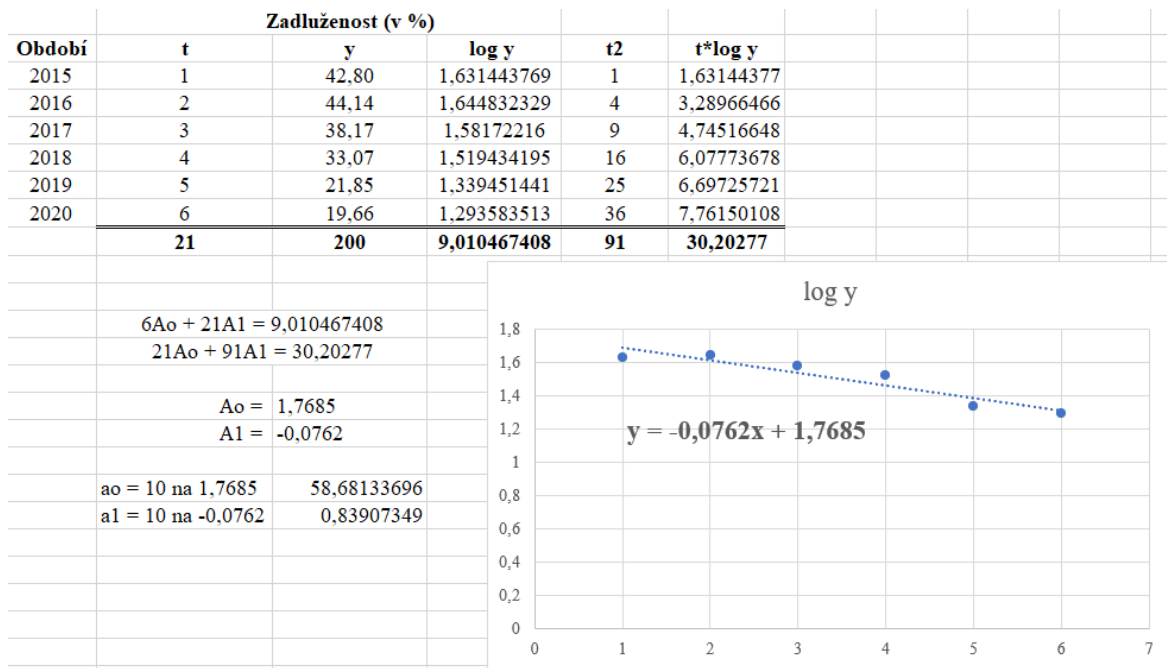 Zadluženost (v %)
Období t y log y t2 t*log y
2015 1 42,80 1,631443769 1 1,63144377
2016 2 44,14 1,644832329 4 3,28966466
2017 3 38,17 1,58172216 9 4,74516648
2018 4 33,07 1,519434195 16 6,07773678
2019 5 21,85 1,339451441 25 6,69725721
2020 6 19,66 1,293583513 36 7,76150108
21 200 9,010467408 91 30,20277
6Ao + 21A1 = 9,010467408
21Ao + 91A1 = 30,20277
Ao = 1,7685
A1 = -0,0762
ao = 10 na 1,7685 58,68133696
a1 = 10 na -0,0762 0,83907349
log y
1,8
1,6
1,4
1,2
1
0,8
0,6
0,4
0,2
0
y = -0,0762x + 1,7685
0 1 2 3 4 5 6 7